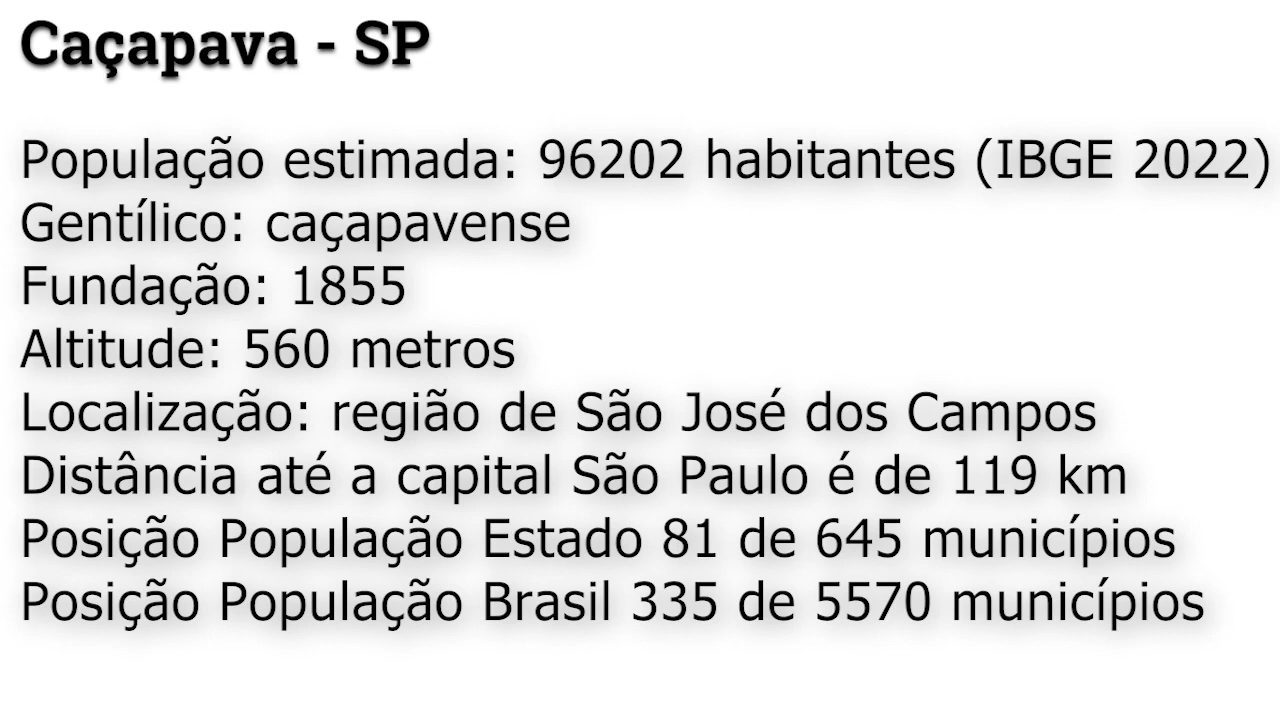 Caçapava - SP
População estimada: 96202 habitantes (IBGE 2022)
Gentílico: caçapavense
Fundação: 1855
Altitude: 560 metros
Localização: região de São José dos Campos
Distância até a capital São Paulo é de 119 km
Posição População Estado 81 de 645 municípios
Posição População Brasil 335 de 5570 municípios